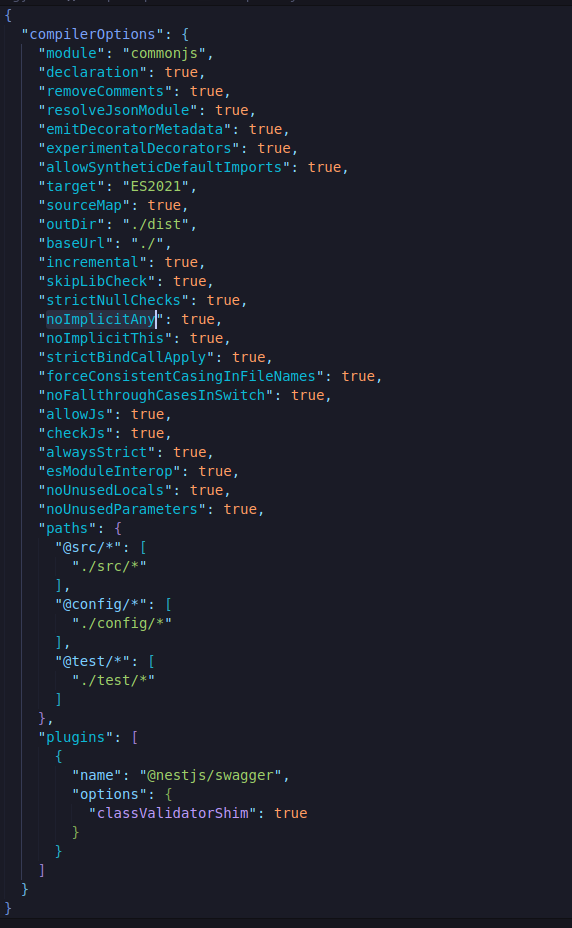 {
  "compilerOptions": {
    "module": "commonjs",
    "declaration": true,
    "removeComments": true,
    "resolveJsonModule": true,
    "emitDecoratorMetadata": true,
    "experimentalDecorators": true,
    "allowSyntheticDefaultImports": true,
    "target": "ES2021",
    "sourceMap": true,
    "outDir": "./dist",
    "baseUrl": "./",
    "incremental": true,
    "skipLibCheck": true,
    "strictNullChecks": true,
    "noImplicitAny": true,
    "noImplicitThis": true,
    "strictBindCallApply": true,
    "forceConsistentCasingInFileNames": true,
    "noFallthroughCasesInSwitch": true,
    "allowJs": true,
    "checkJs": true,
    "alwaysStrict": true,
    "esModuleInterop": true,
    "noUnusedLocals": true,
    "noUnusedParameters": true,
    "paths": {
      "@src/*": [
        "./src/*"
      ],
      "@config/*": [
        "./config/*"
      ],
      "@test/*": [
        "./test/*"
      ]
    },
    "plugins": [
      {
        "name": "@nestjs/swagger",
        "options": {
          "classValidatorShim": true
        }
      }
    ]
  }
}